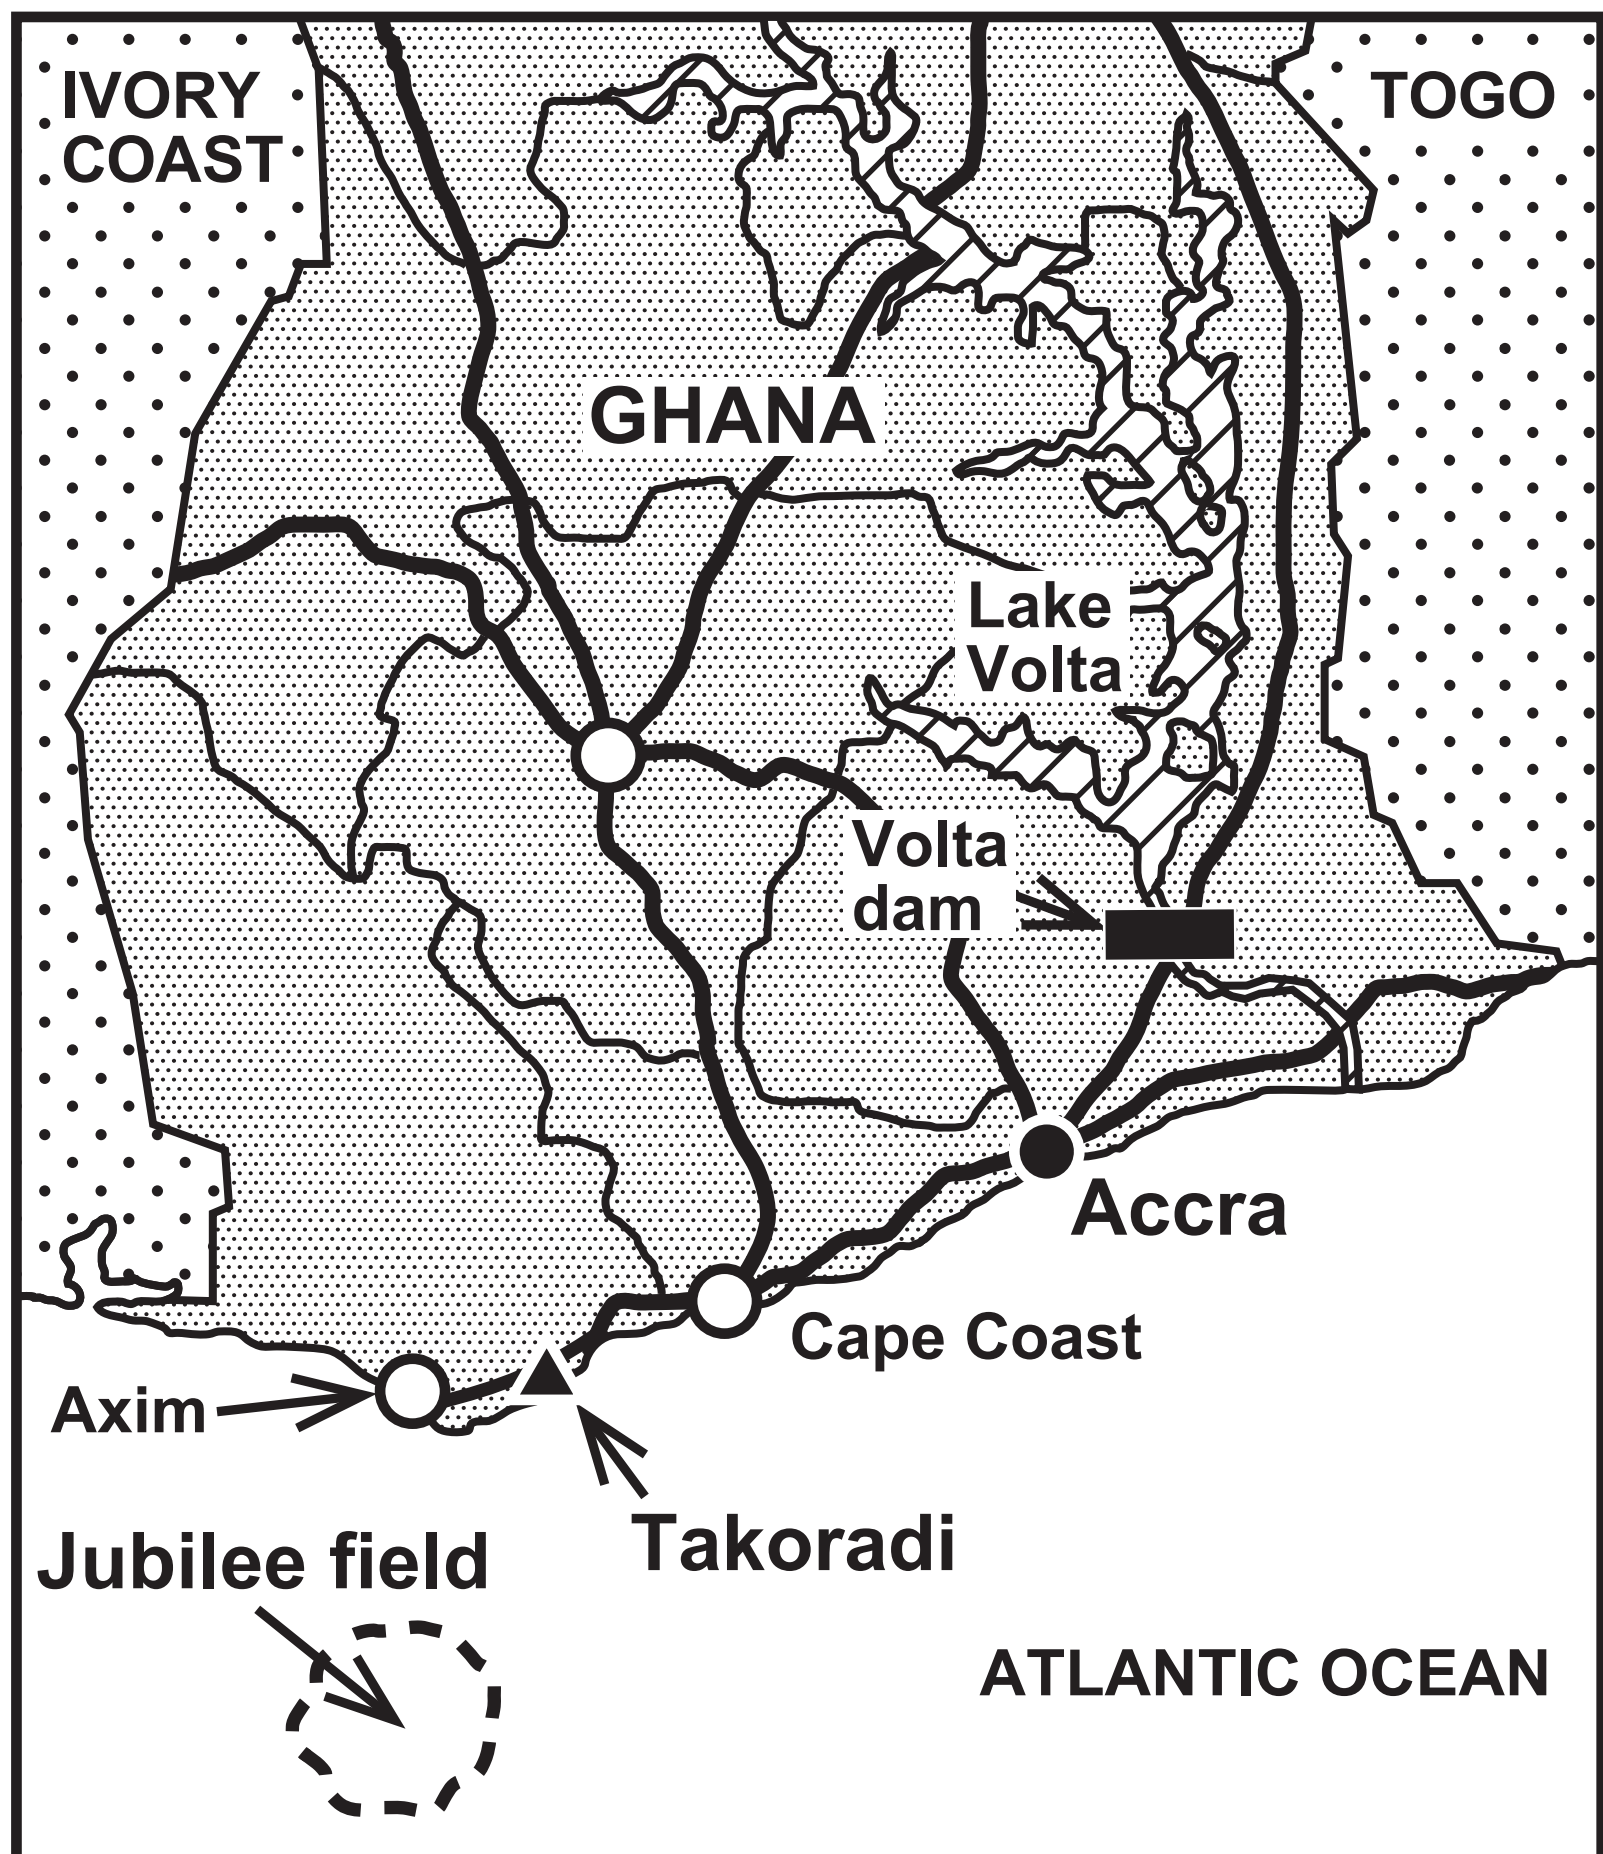 IVORY
COAST
TOGO
GHANA
Lake
Volta
Volta
dam
Accra
Cape Coast
Axim
Takoradi
Jubilee field
ATLANTIC OCEAN